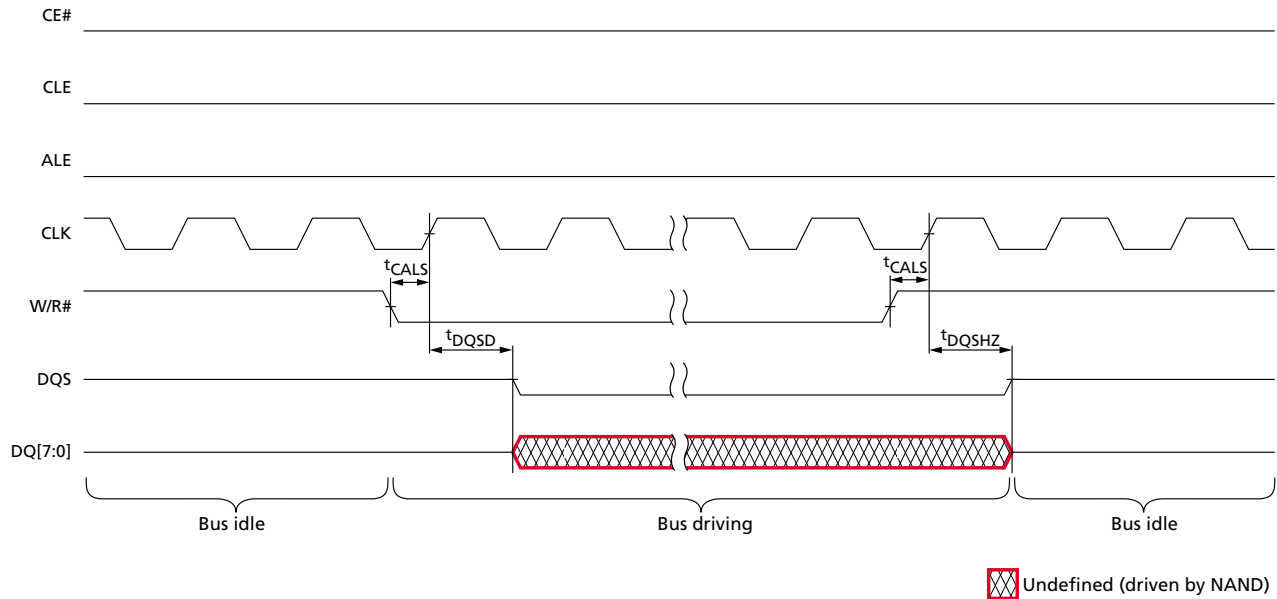 CE#
CLE
ALE
CLK
tCALS tCALS
W/R#
tDQSD tDQSHZ
DQS
DQ[7:0]
Bus idle Bus driving Bus idle
Undefined (driven by NAND)